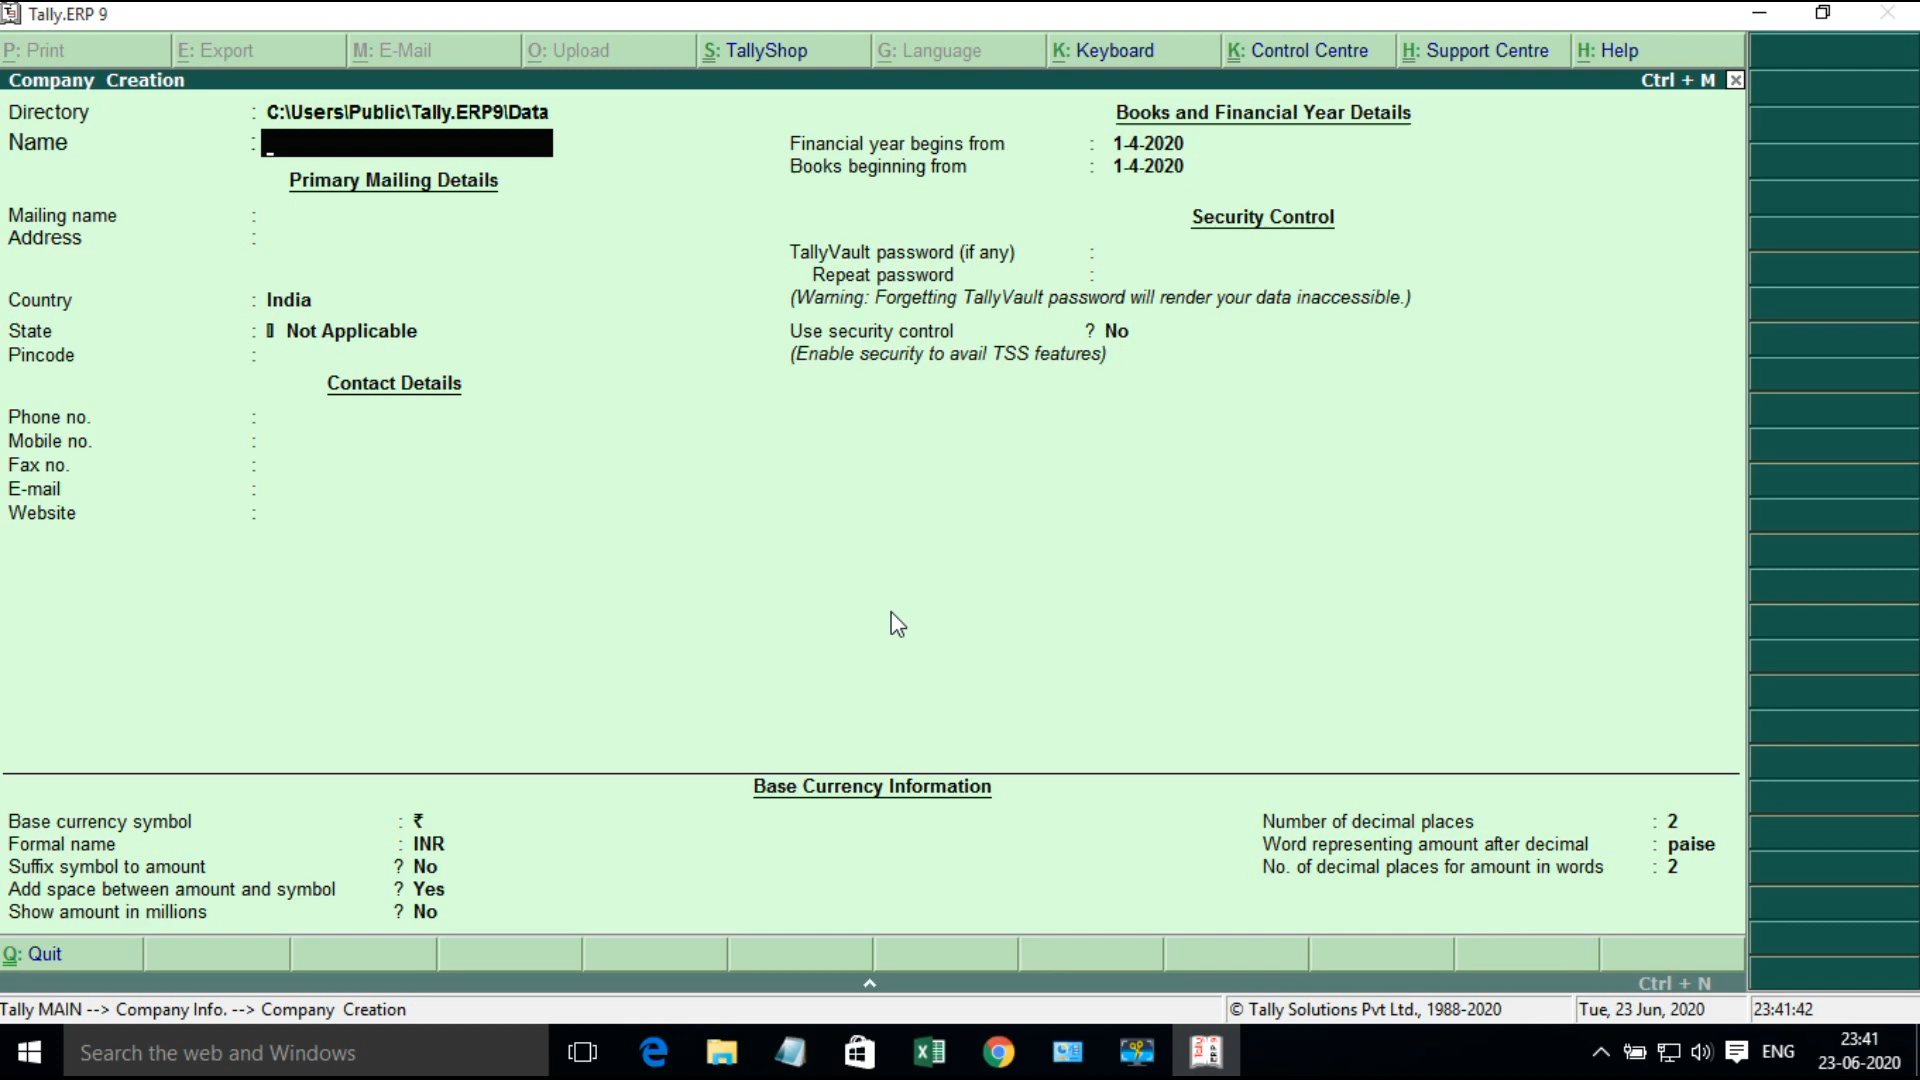 Tally.ERP 9
P: Print E: Export M: E-Mail O: Upload S: TallyShop G: Language K: Keyboard K: Control Centre H: Support Centre H: Help
Company Creation Ctrl + M
Directory : C:\Users\Public\Tally.ERP9\Data
Name :
Primary Mailing Details
Mailing name :
Address :
Country : India
State : Not Applicable
Pincode :
Contact Details
Phone no. :
Mobile no. :
Fax no. :
E-mail :
Website :
Books and Financial Year Details
Financial year begins from : 1-4-2020
Books beginning from : 1-4-2020
Security Control
TallyVault password (if any) :
Repeat password :
(Warning: Forgetting TallyVault password will render your data inaccessible.)
Use security control ? No
(Enable security to avail TSS features)
Base Currency Information
Base currency symbol : ₹
Formal name : INR
Suffix symbol to amount ? No
Add space between amount and symbol ? Yes
Show amount in millions ? No
Number of decimal places : 2
Word representing amount after decimal : paise
No. of decimal places for amount in words : 2
Q: Quit
Ctrl + N
Tally MAIN --> Company Info. --> Company Creation © Tally Solutions Pvt Ltd., 1988-2020 Tue, 23 Jun, 2020 23:41:42
Search the web and Windows ENG 23:41
23-06-2020